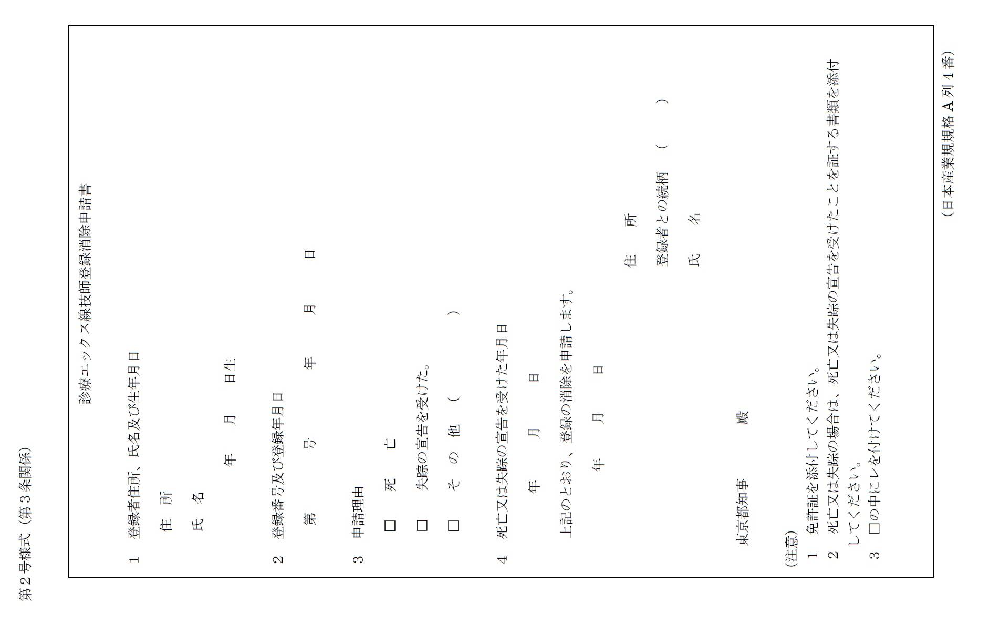 第２号様式（第３条関係）
診療エックス線技師登録消除申請書
１　登録者住所、氏名及び生年月日
住　所
氏　名
年　　月　　日生
２　登録番号及び登録年月日
第　　　　号　　　　　年　　　月　　　日
３　申請理由
□　　死　　亡
□　　失踪の宣告を受けた。
□　　そ　の　他　（　　　　　　）
４　死亡又は失踪の宣告を受けた年月日
年　　　月　　　日
上記のとおり、登録の消除を申請します。
年　　月　　日
住　　所
登録者との続柄　（　　　）
氏　　名
東京都知事　　　　殿
（注意）
１　免許証を添付してください。
２　死亡又は失踪の場合は、死亡又は失踪の宣告を受けたことを証する書類を添付
してください。
３　□の中にレを付けてください。
（日本産業規規格Ａ列４番）